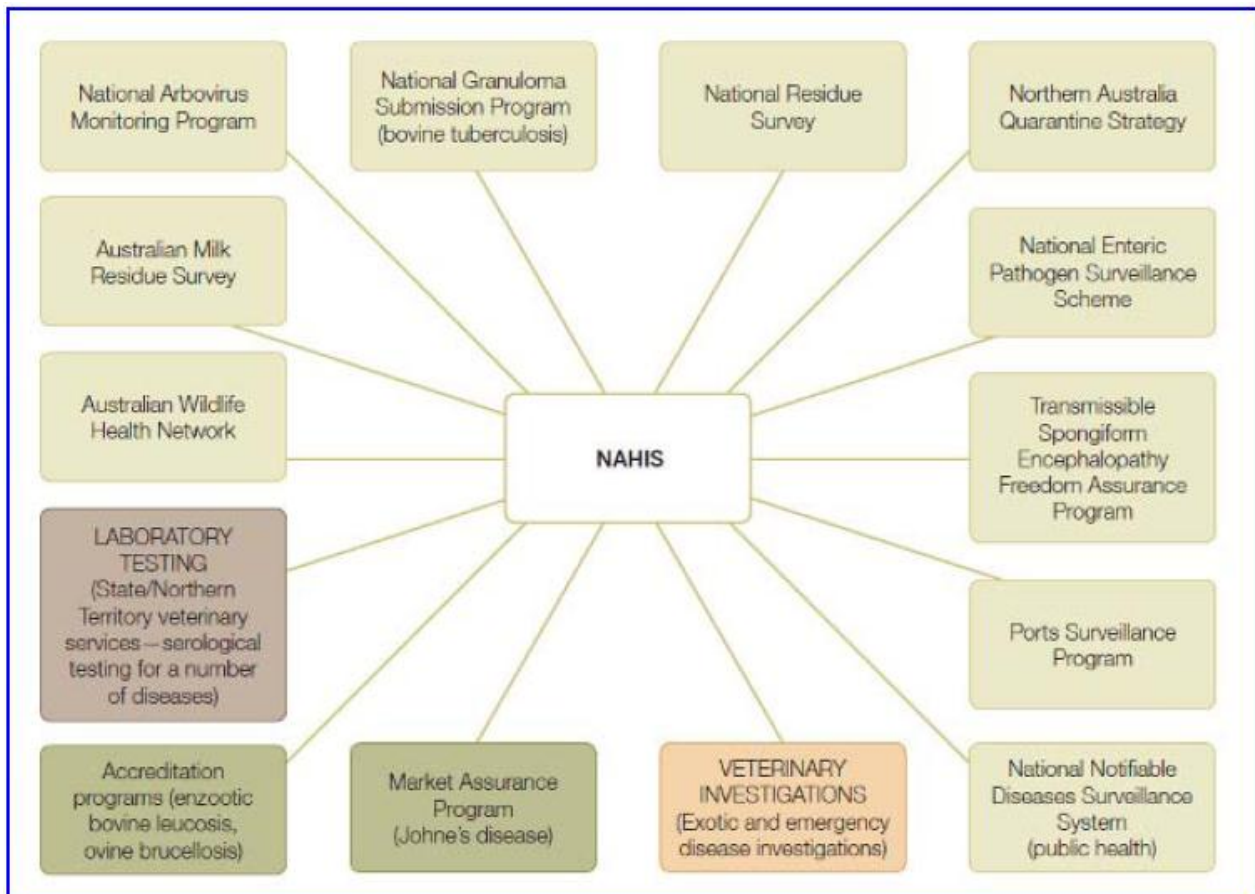 National Arbovirus
Monitoring Program
National Granuloma
Submission Program
(bovine tuberculosis)
National Residue
Survey
Northern Australia
Quarantine Strategy
Australian Milk
Residue Survey
National Enteric
Pathogen Surveillance
Scheme
Australian Wildlife
Health Network
NAHIS
Transmissible
Spongiform
Encephalopathy
Freedom Assurance
Program
LABORATORY
TESTING
(State/Northern
Territory veterinary
services—serological
testing for a number
of diseases)
Ports Surveillance
Program
Accreditation
programs (enzootic
bovine leucosis,
ovine brucellosis)
Market Assurance
Program
(Johne's disease)
VETERINARY
INVESTIGATIONS
(Exotic and emergency
disease investigations)
National Notifiable
Diseases Surveillance
System
(public health)